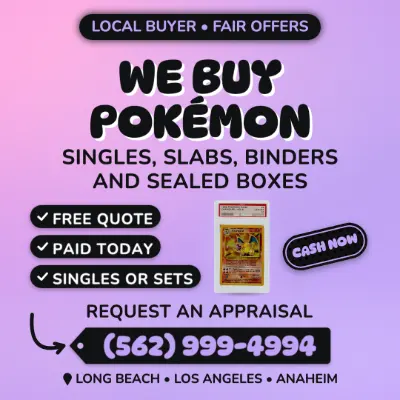 LOCAL BUYER • FAIR OFFERS
WE BUY
POKÉMON
SINGLES, SLABS, BINDERS
AND SEALED BOXES
FREE QUOTE
PAID TODAY
SINGLES OR SETS
CASH NOW
REQUEST AN APPRAISAL
(562) 999-4994
LONG BEACH • LOS ANGELES • ANAHEIM